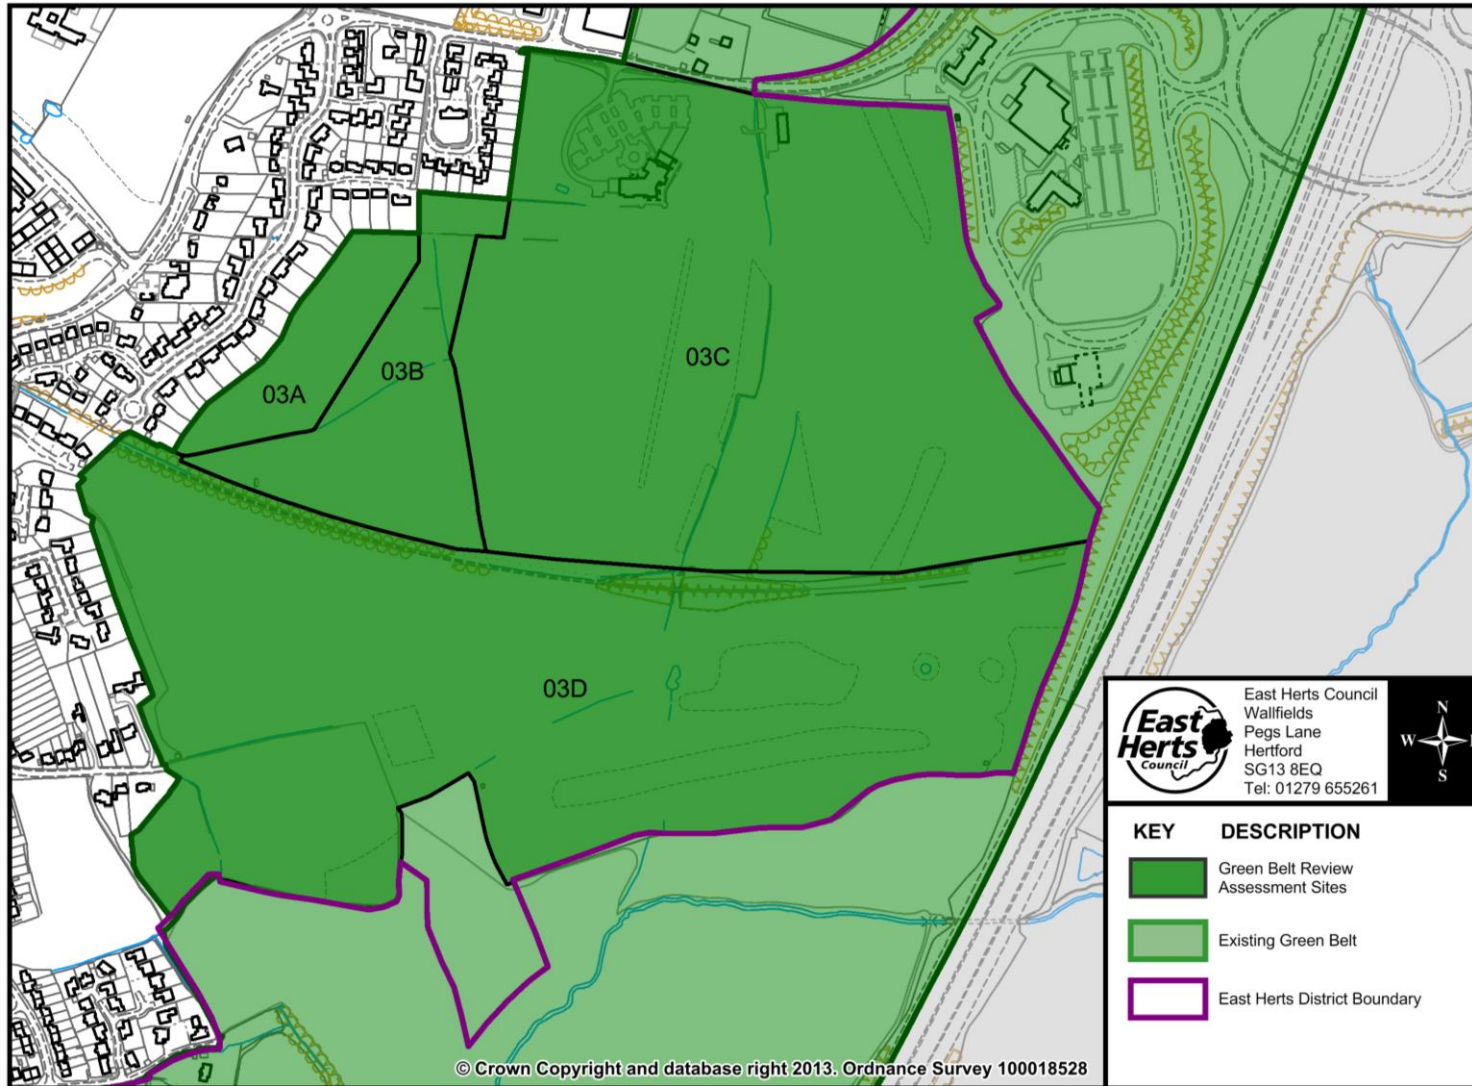 03A
03B
03C
03D
East
Herts
Council
East Herts Council
Wallfields
Pegs Lane
Hertford
SG13 8EQ
Tel: 01279 655261
N
W
S
KEY DESCRIPTION
Green Belt Review
Assessment Sites
Existing Green Belt
East Herts District Boundary
© Crown Copyright and database right 2013. Ordnance Survey 100018528